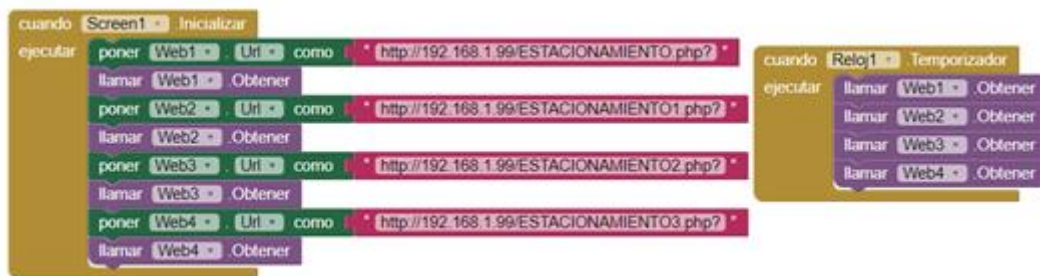 cuando Screen1 .Inicializar
ejecutar poner Web1 . Url como " http://192.168.1.99/ESTACIONAMIENTO.php? "
llamar Web1 .Obtener
poner Web2 . Url como " http://192.168.1.99/ESTACIONAMIENTO1.php? "
llamar Web2 .Obtener
poner Web3 . Url como " http://192.168.1.99/ESTACIONAMIENTO2.php? "
llamar Web3 .Obtener
poner Web4 . Url como " http://192.168.1.99/ESTACIONAMIENTO3.php? "
llamar Web4 .Obtener
cuando Reloj1 .Temporizador
ejecutar llamar Web1 .Obtener
llamar Web2 .Obtener
llamar Web3 .Obtener
llamar Web4 .Obtener